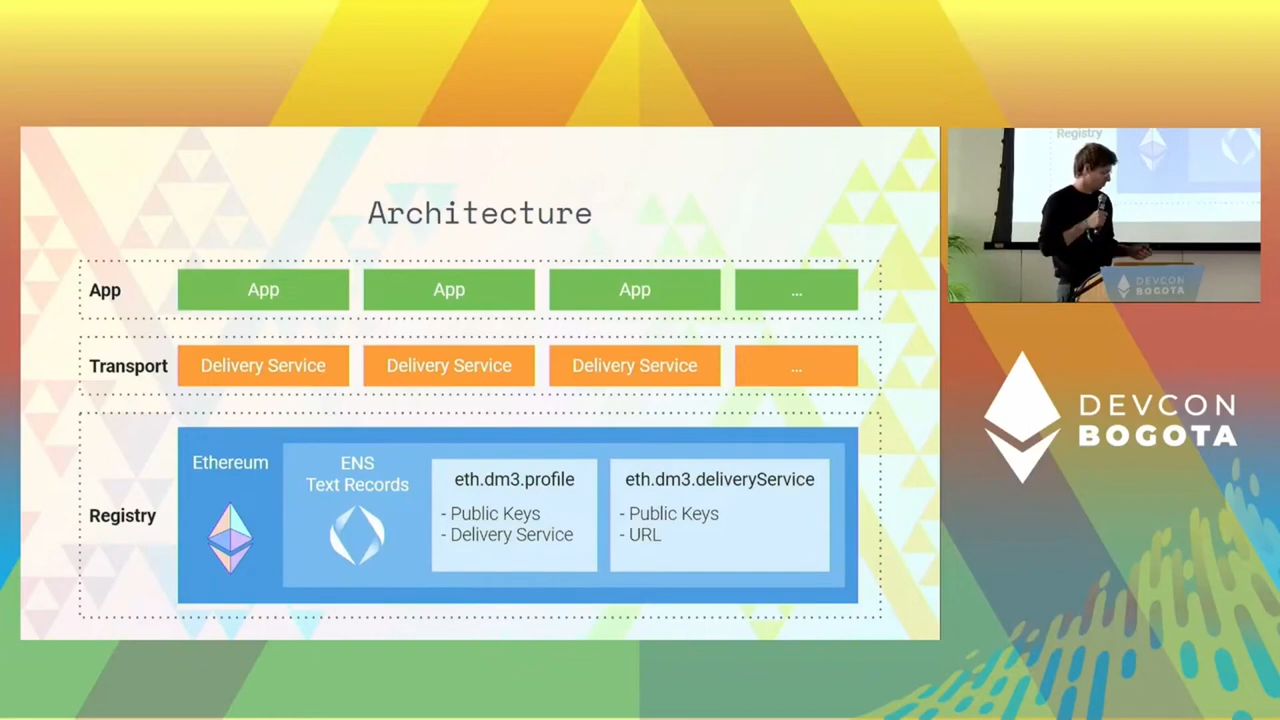 Architecture
App
App
App
App
...
Transport
Delivery Service
Delivery Service
Delivery Service
...
Registry
Ethereum
ENS
Text Records
eth.dm3.profile
- Public Keys
- Delivery Service
eth.dm3.deliveryService
- Public Keys
- URL
Registry
DEVCON
BOGOTA
DEVCON
BOGOTA